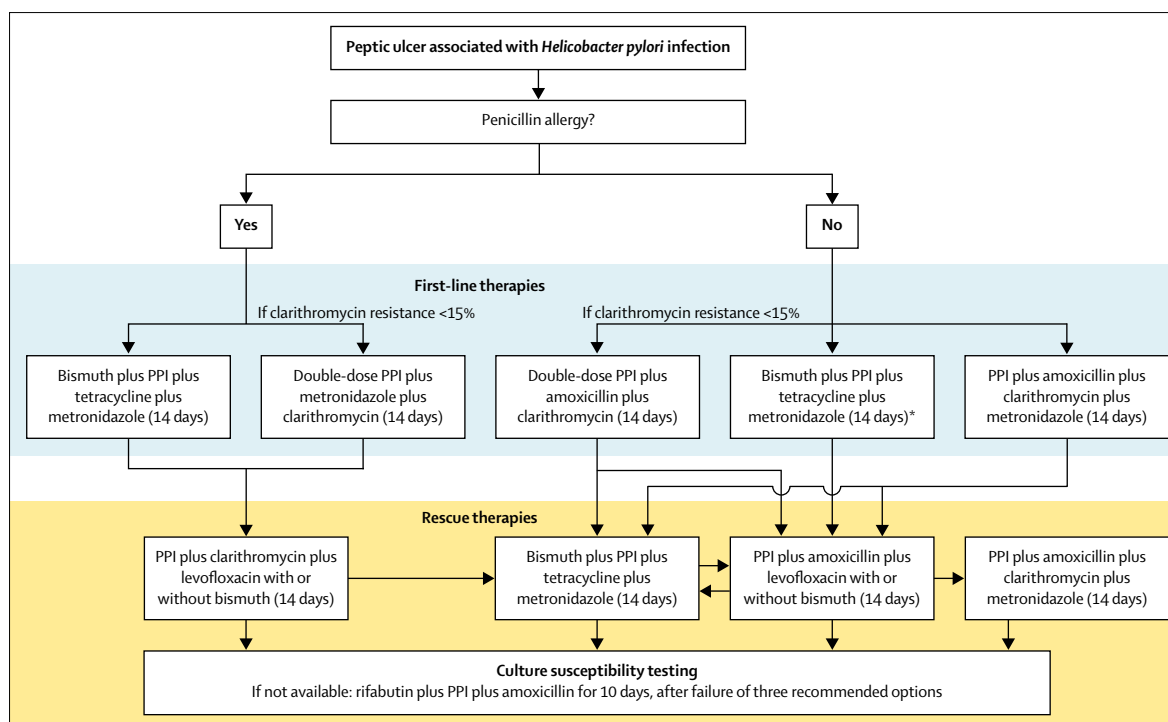 Peptic ulcer associated with Helicobacter pylori infection
Penicillin allergy?
Yes
No
First-line therapies
If clarithromycin resistance <15%
If clarithromycin resistance <15%
Bismuth plus PPI plus
tetracycline plus
metronidazole (14 days)
Double-dose PPI plus
metronidazole plus
clarithromycin (14 days)
Double-dose PPI plus
amoxicillin plus
clarithromycin (14 days)
Bismuth plus PPI plus
tetracycline plus
metronidazole (14 days)*
PPI plus amoxicillin plus
clarithromycin plus
metronidazole (14 days)
Rescue therapies
PPI plus clarithromycin plus
levofloxacin with or
without bismuth (14 days)
Bismuth plus PPI plus
tetracycline plus
metronidazole (14 days)
PPI plus amoxicillin plus
levofloxacin with or
without bismuth (14 days)
PPI plus amoxicillin plus
clarithromycin plus
metronidazole (14 days)
Culture susceptibility testing
If not available: rifabutin plus PPI plus amoxicillin for 10 days, after failure of three recommended options